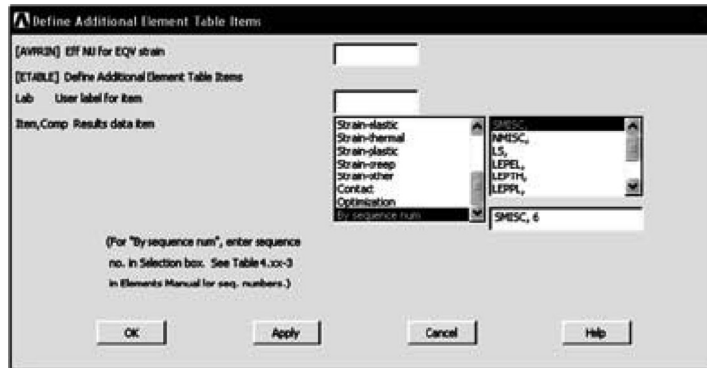 Define Additional Element Table Items
[AVPRIN] Eff NU for EQV strain
[ETABLE] Define Additional Element Table Items
Lab User label for item
Item,Comp Results data item
Strain-elastic
Strain-thermal
Strain-plastic
Strain-creep
Strain-other
Contact
Optimization
By sequence num
SMISC,
NMISC,
LS,
LEPEL,
LEPTH,
LEPPL,
SMISC, 6
(For "By sequence num", enter sequence
no. in Selection box. See Table 4.xx-3
in Elements Manual for seq. numbers.)
OK Apply Cancel Help